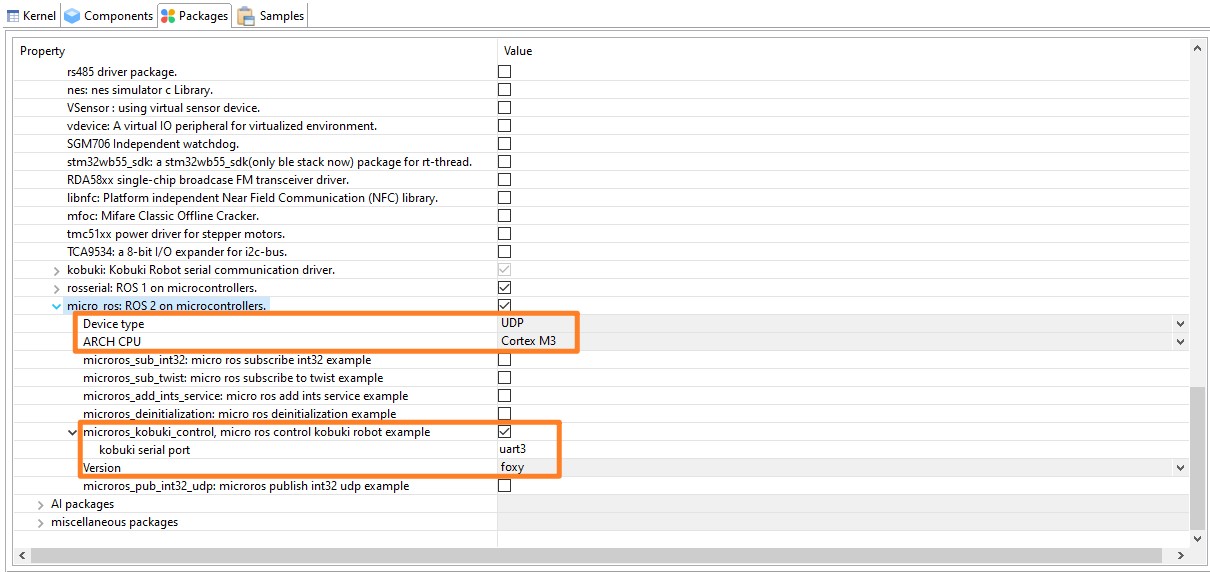 Kernel Components Packages Samples
Property Value
rs485 driver package.
nes: nes simulator c Library.
VSensor : using virtual sensor device.
vdevice: A virtual IO peripheral for virtualized environment.
SGM706 Independent watchdog.
stm32wb55_sdk: a stm32wb55_sdk(only ble stack now) package for rt-thread.
RDA58xx single-chip broadcase FM transceiver driver.
libnfc: Platform independent Near Field Communication (NFC) library.
mfoc: Mifare Classic Offline Cracker.
tmc51xx power driver for stepper motors.
TCA9534: a 8-bit I/O expander for i2c-bus.
kobuki: Kobuki Robot serial communication driver.
rosserial: ROS 1 on microcontrollers.
micro_ros: ROS 2 on microcontrollers.
Device type UDP
ARCH CPU Cortex M3
microros_sub_int32: micro ros subscribe int32 example
microros_sub_twist: micro ros subscribe to twist example
microros_add_ints_service: micro ros add ints service example
microros_deinitialization: micro ros deinitialization example
microros_kobuki_control, micro ros control kobuki robot example
kobuki serial port uart3
Version foxy
microros_pub_int32_udp: microros publish int32 udp example
AI packages
miscellaneous packages